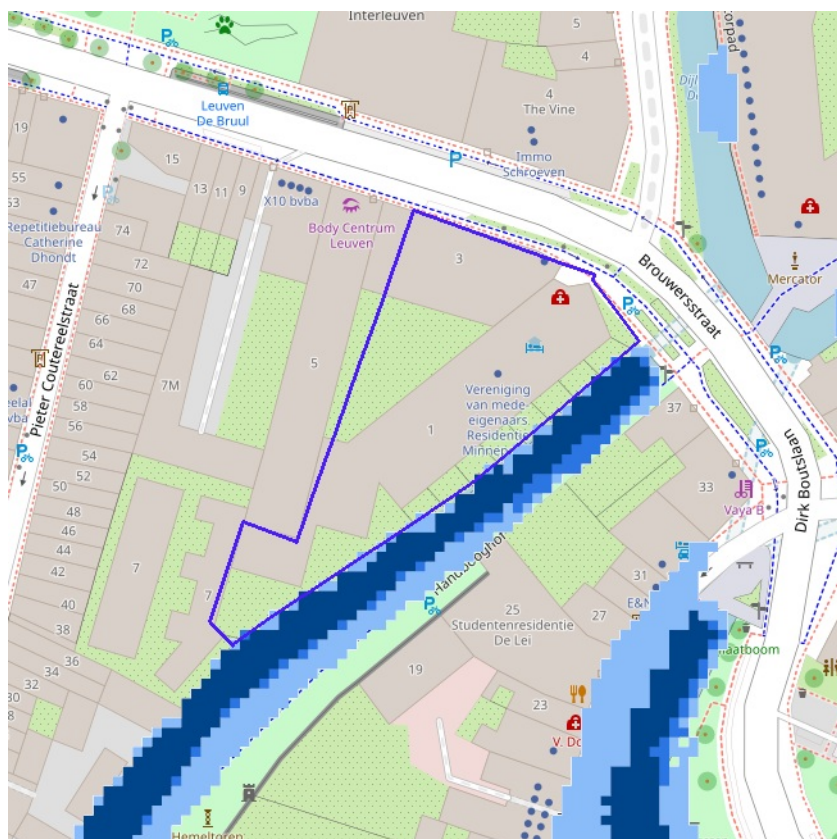 Interleuven
5
4
4
The Vine
Leuven
De Bruul
P
P
Immo
Schroeven
19
15
13
11
9
X10 bvba
Body Centrum
Leuven
55
53
Repetitiebureau
Catherine
Dhondt
47
74
72
70
68
66
64
62
60
58
56
54
52
50
48
46
44
42
40
38
36
34
32
30
7M
Pieter Coutereelstraat
5
3
1
7
7
Vereniging
van mede-
eigenaars
Residentie
Brouwersstraat
Mercator
37
33
Vaya B
Dirk Boutslaan
31
27
E&N
25
Studentenresidentie
De Lei
19
23
Hemeltoren